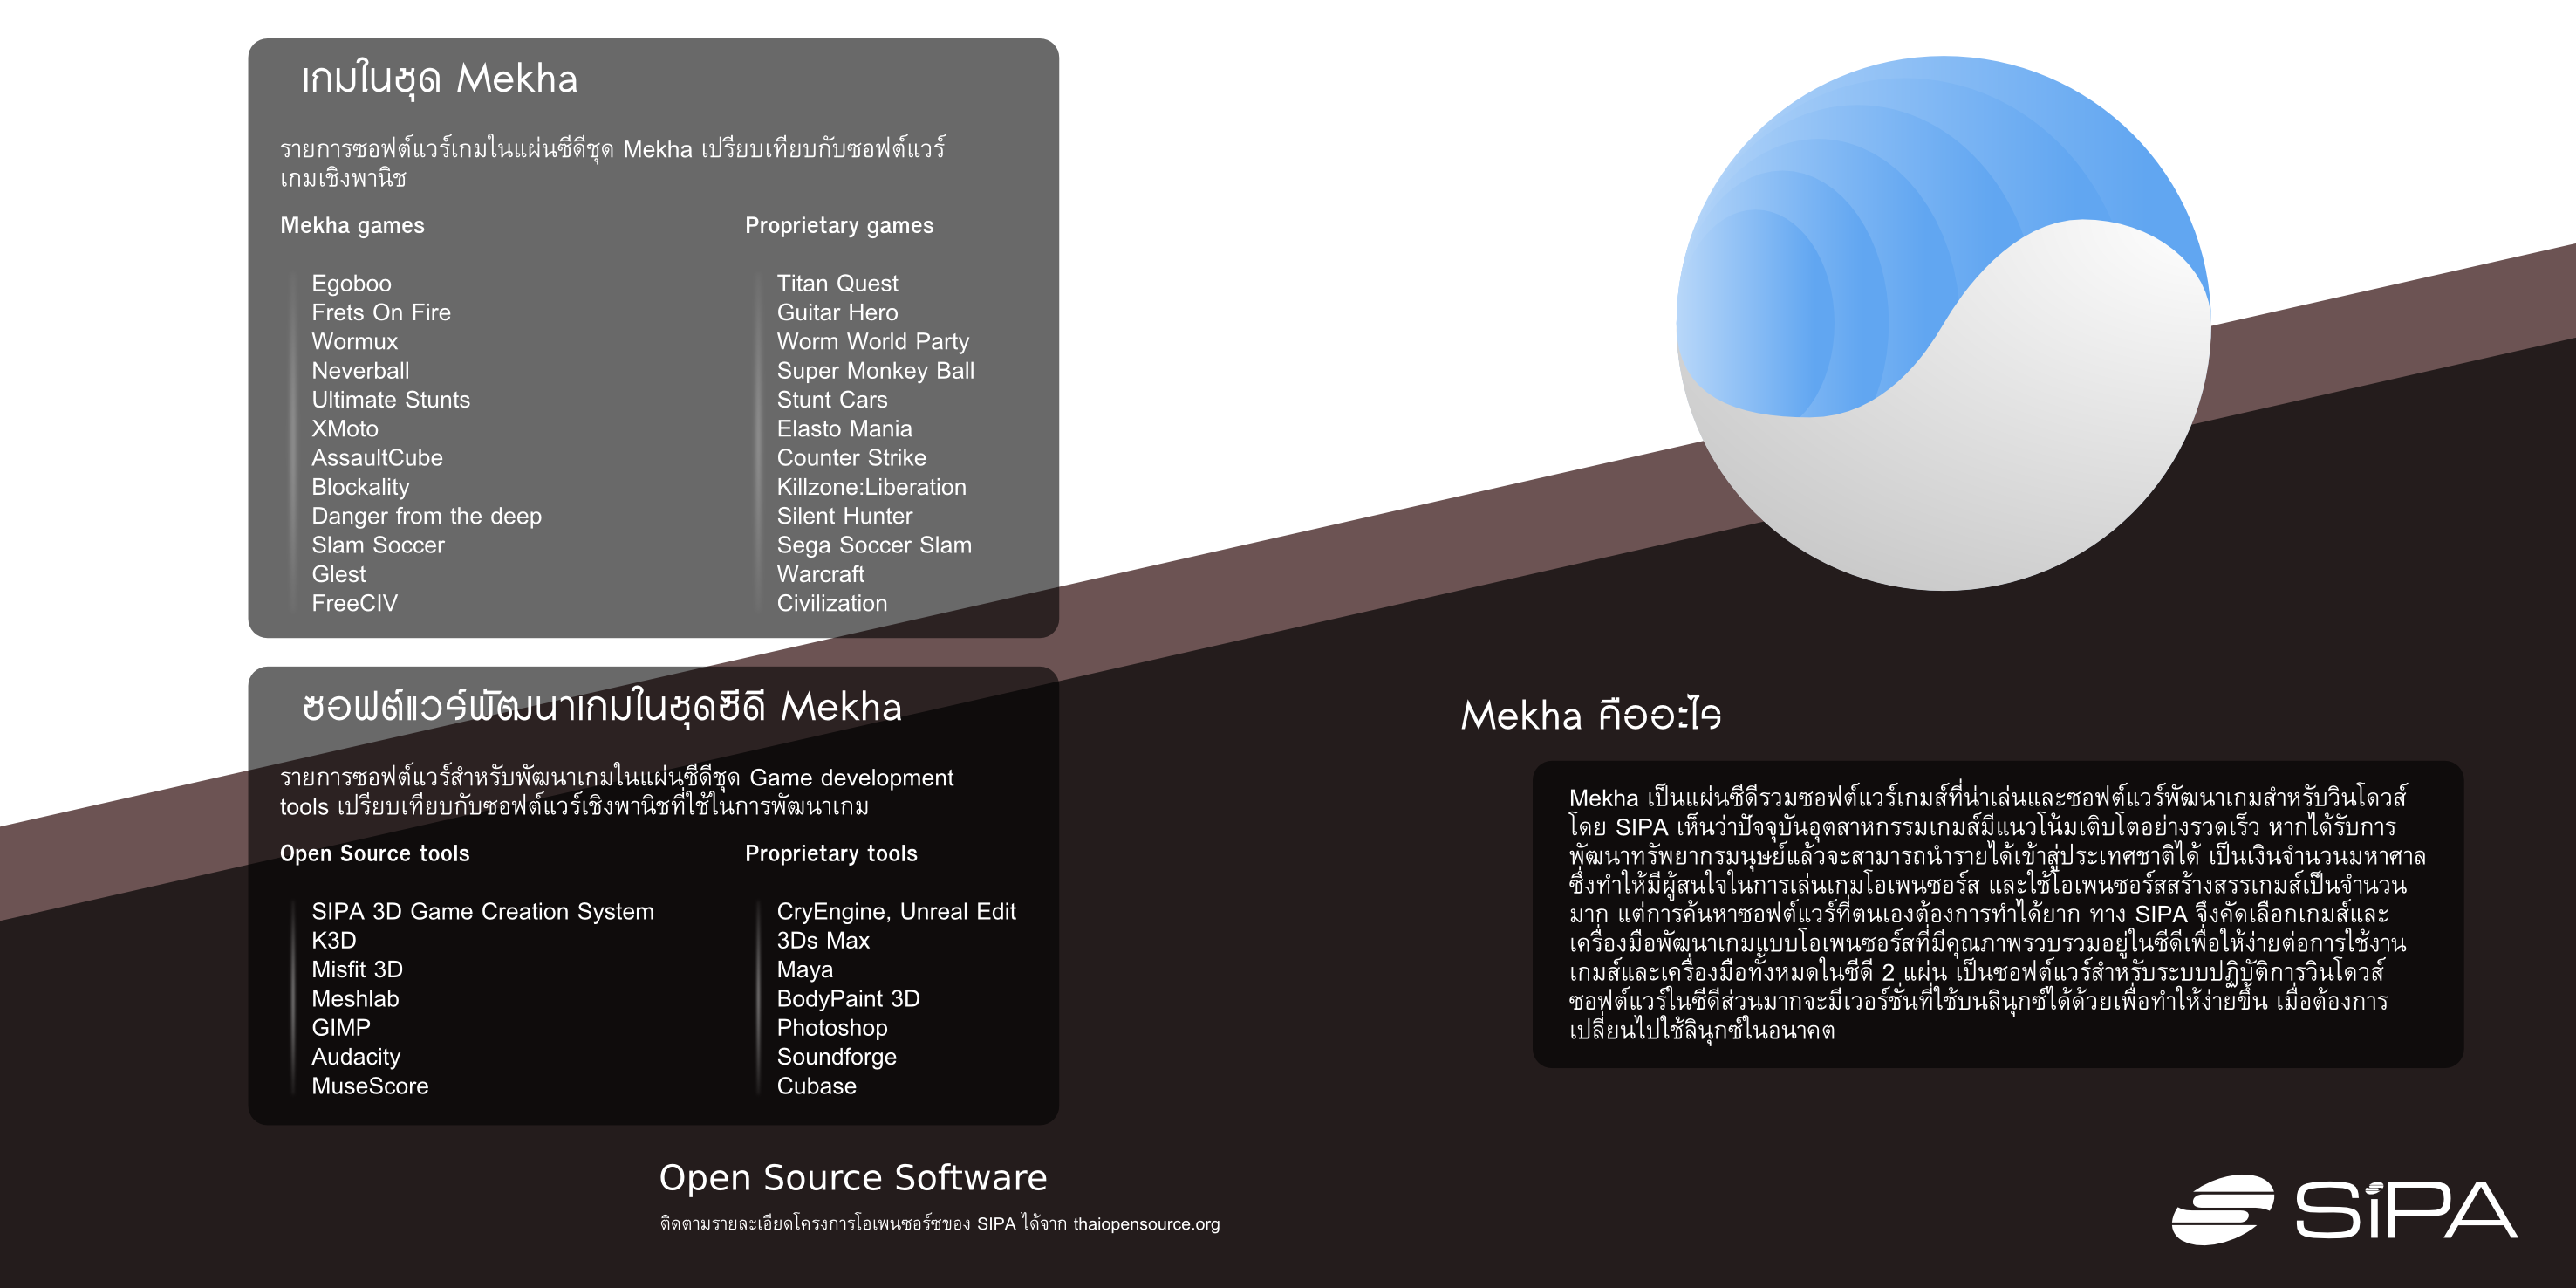 เกมในชุด Mekha
รายการซอฟต์แวร์เกมในแผ่นซีดีชุด Mekha เปรียบเทียบกับซอฟต์แวร์
เกมเชิงพานิช
Mekha games
Egoboo
Frets On Fire
Wormux
Neverball
Ultimate Stunts
XMoto
AssaultCube
Blockality
Danger from the deep
Slam Soccer
Glest
FreeCIV
Proprietary games
Titan Quest
Guitar Hero
Worm World Party
Super Monkey Ball
Stunt Cars
Elasto Mania
Counter Strike
Killzone:Liberation
Silent Hunter
Sega Soccer Slam
Warcraft
Civilization
ซอฟต์แวร์พัฒนาเกมในชุดซีดี Mekha
รายการซอฟต์แวร์สำหรับพัฒนาเกมในแผ่นซีดีชุด Game development
tools เปรียบเทียบกับซอฟต์แวร์เชิงพานิชที่ใช้ในการพัฒนาเกม
Open Source tools
SIPA 3D Game Creation System
K3D
Misfit 3D
Meshlab
GIMP
Audacity
MuseScore
Proprietary tools
CryEngine, Unreal Edit
3Ds Max
Maya
BodyPaint 3D
Photoshop
Soundforge
Cubase
Open Source Software
ติดตามรายละเอียดโครงการโอเพนซอร์ซของ SIPA ได้จาก thaiopensource.org
Mekha คืออะไร
Mekha เป็นแผ่นซีดีรวมซอฟต์แวร์เกมส์ที่น่าเล่นและซอฟต์แวร์พัฒนาเกมสำหรับวินโดวส์
โดย SIPA เห็นว่าปัจจุบันอุตสาหกรรมเกมส์มีแนวโน้มเติบโตอย่างรวดเร็ว หากได้รับการ
พัฒนาทรัพยากรมนุษย์แล้วจะสามารถนำรายได้เข้าสู่ประเทศชาติได้ เป็นเงินจำนวนมหาศาล
ซึ่งทำให้มีผู้สนใจในการเล่นเกมโอเพนซอร์ส และใช้โอเพนซอร์สสร้างสรรเกมส์เป็นจำนวน
มาก แต่การค้นหาซอฟต์แวร์ที่ตนเองต้องการทำได้ยาก ทาง SIPA จึงคัดเลือกเกมส์และ
เครื่องมือพัฒนาเกมแบบโอเพนซอร์สที่มีคุณภาพรวบรวมอยู่ในซีดีเพื่อให้ง่ายต่อการใช้งาน
เกมส์และเครื่องมือทั้งหมดในซีดี 2 แผ่น เป็นซอฟต์แวร์สำหรับระบบปฏิบัติการวินโดวส์
ซอฟต์แวร์ในซีดีส่วนมากจะมีเวอร์ชั่นที่ใช้บนลินุกซ์ได้ด้วยเพื่อทำให้ง่ายขึ้น เมื่อต้องการ
เปลี่ยนไปใช้ลินุกซ์ในอนาคต
SiPA